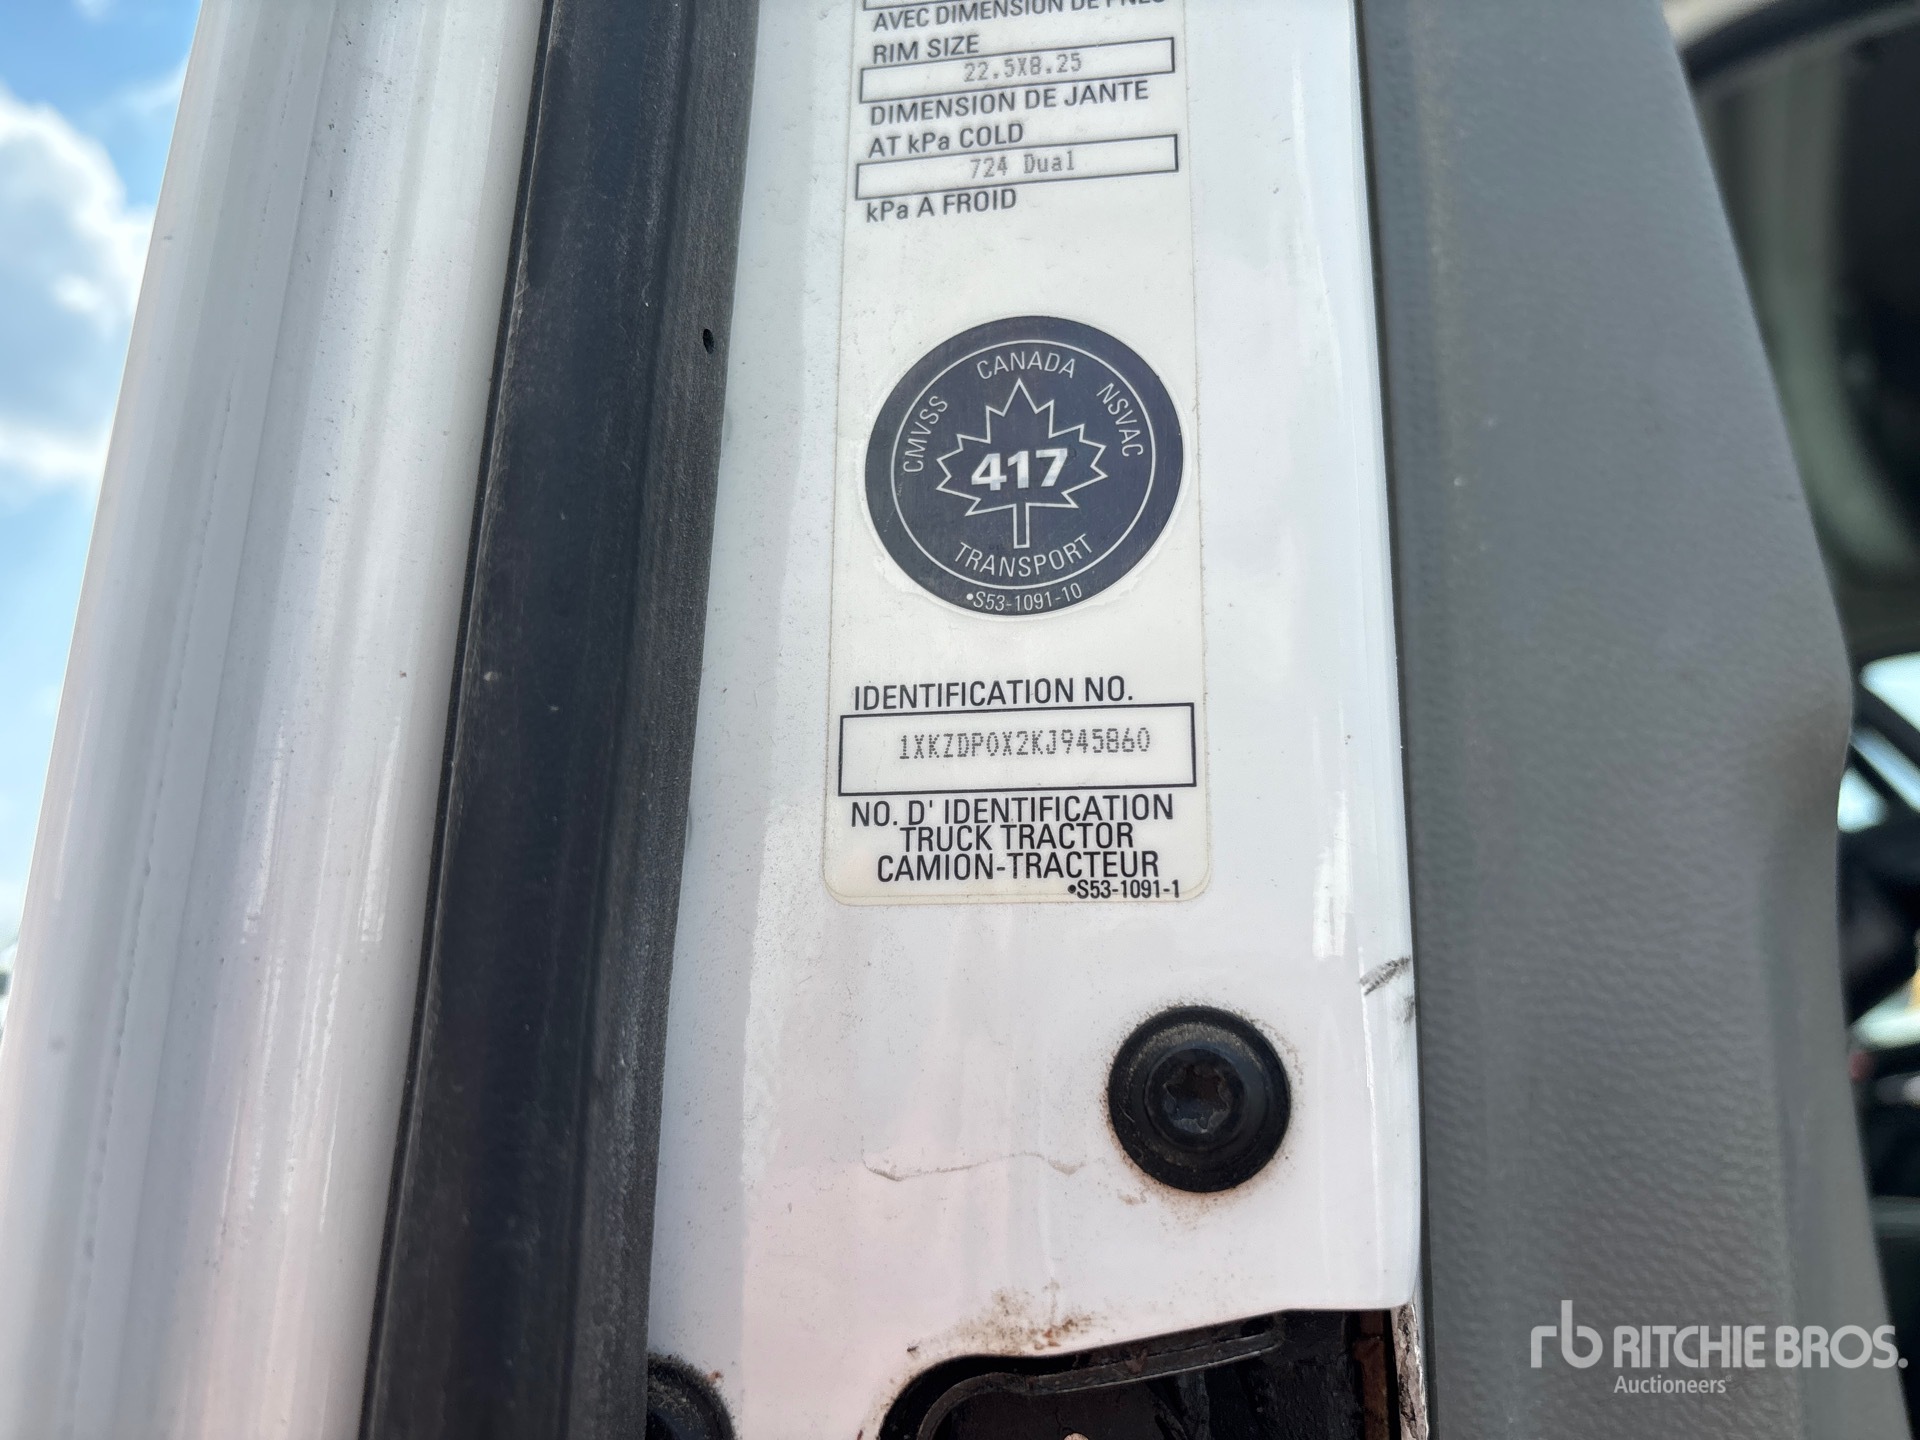 AVEC DIMENSION DE PNEU
RIM SIZE
22.5X8.25
DIMENSION DE JANTE
AT kPa COLD
724 Dual
kPa A FROID
CANADA
CMVSS
NSVAC
417
TRANSPORT
•S53-1091-10
IDENTIFICATION NO.
1XKZDP0X2KJ945860
NO. D' IDENTIFICATION
TRUCK TRACTOR
CAMION-TRACTEUR
•S53-1091-1
rb RITCHIE BROS.
Auctioneers